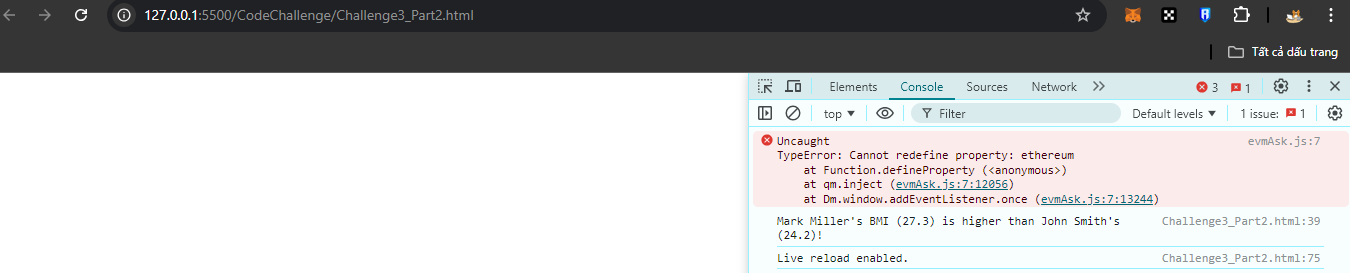 127.0.0.1:5500/CodeChallenge/Challenge3_Part2.html
Tất cả dấu trang
Elements Console Sources Network 3 1
top Filter Default levels 1 issue: 1
Uncaught evmAsk.js:7
TypeError: Cannot redefine property: ethereum
at Function.defineProperty (<anonymous>)
at qm.inject (evmAsk.js:7:12056)
at Dm.window.addEventListener.once (evmAsk.js:7:13244)
Mark Miller's BMI (27.3) is higher than John Smith's Challenge3_Part2.html:39
(24.2)!
Live reload enabled. Challenge3_Part2.html:75